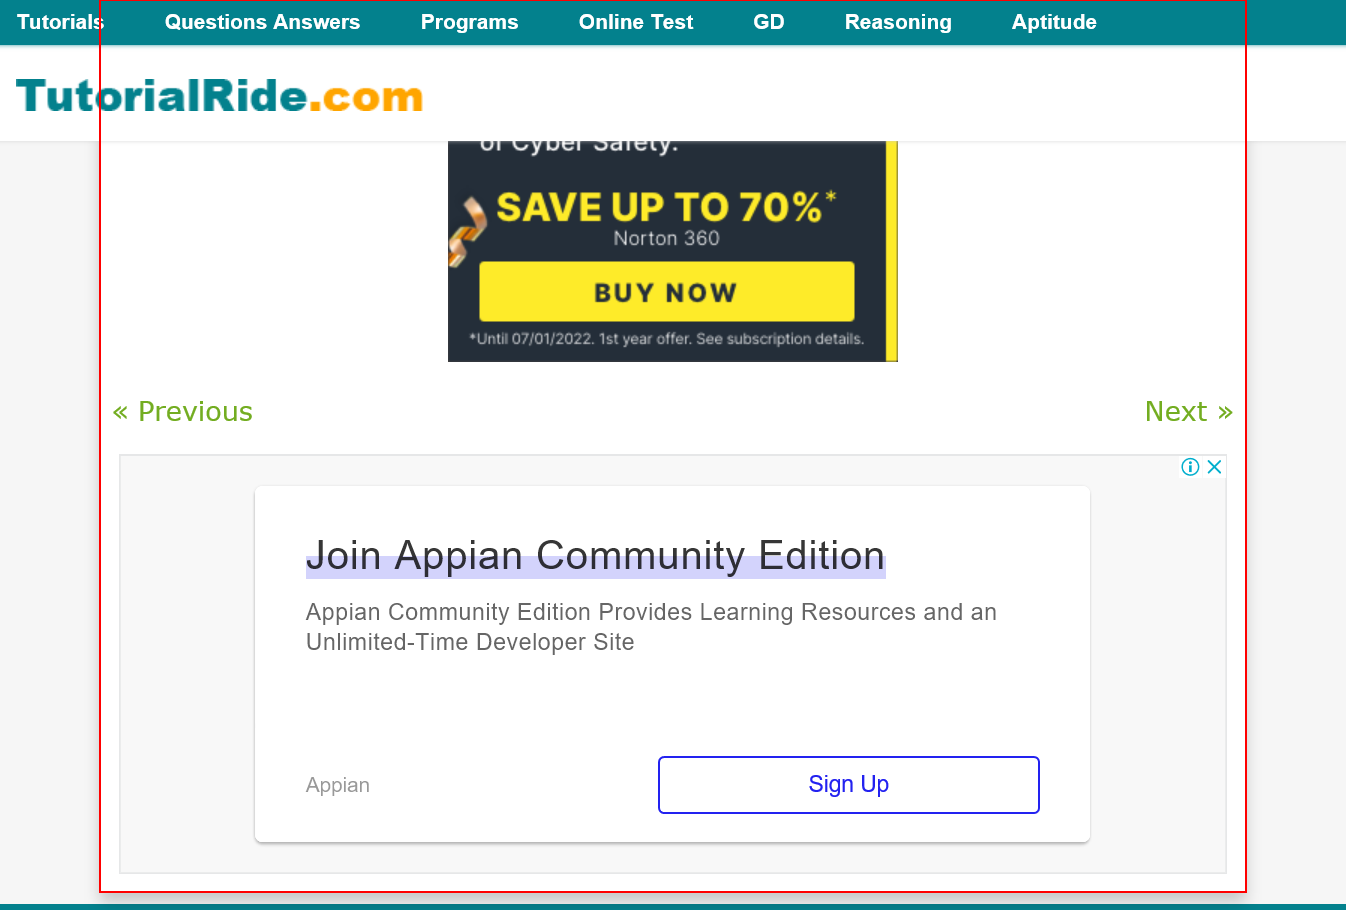 Tutorials Questions Answers Programs Online Test GD Reasoning Aptitude
TutorialRide.com
of Cyber Safety.
SAVE UP TO 70%*
Norton 360
BUY NOW
*Until 07/01/2022. 1st year offer. See subscription details.
« Previous Next »
Join Appian Community Edition
Appian Community Edition Provides Learning Resources and an
Unlimited-Time Developer Site
Appian Sign Up